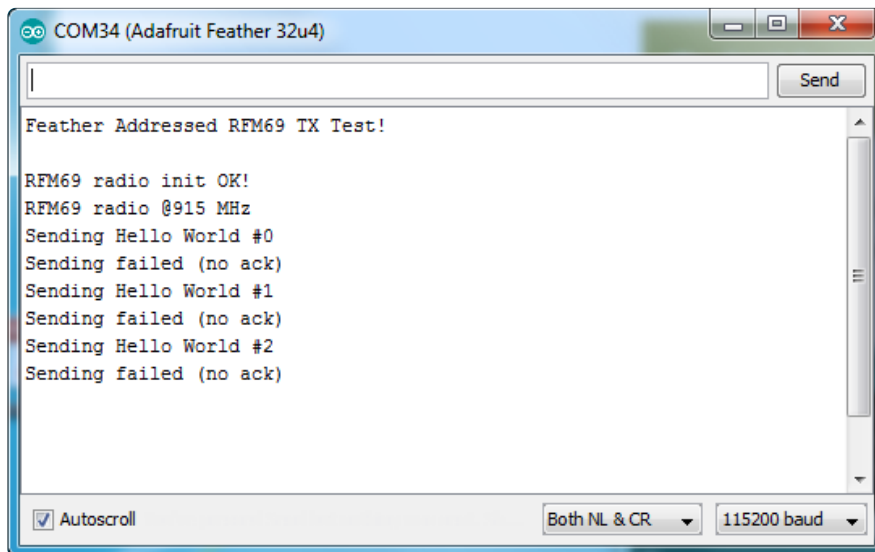 COM34 (Adafruit Feather 32u4)
Send
Feather Addressed RFM69 TX Test!
RFM69 radio init OK!
RFM69 radio @915 MHz
Sending Hello World #0
Sending failed (no ack)
Sending Hello World #1
Sending failed (no ack)
Sending Hello World #2
Sending failed (no ack)
Autoscroll
Both NL & CR
115200 baud